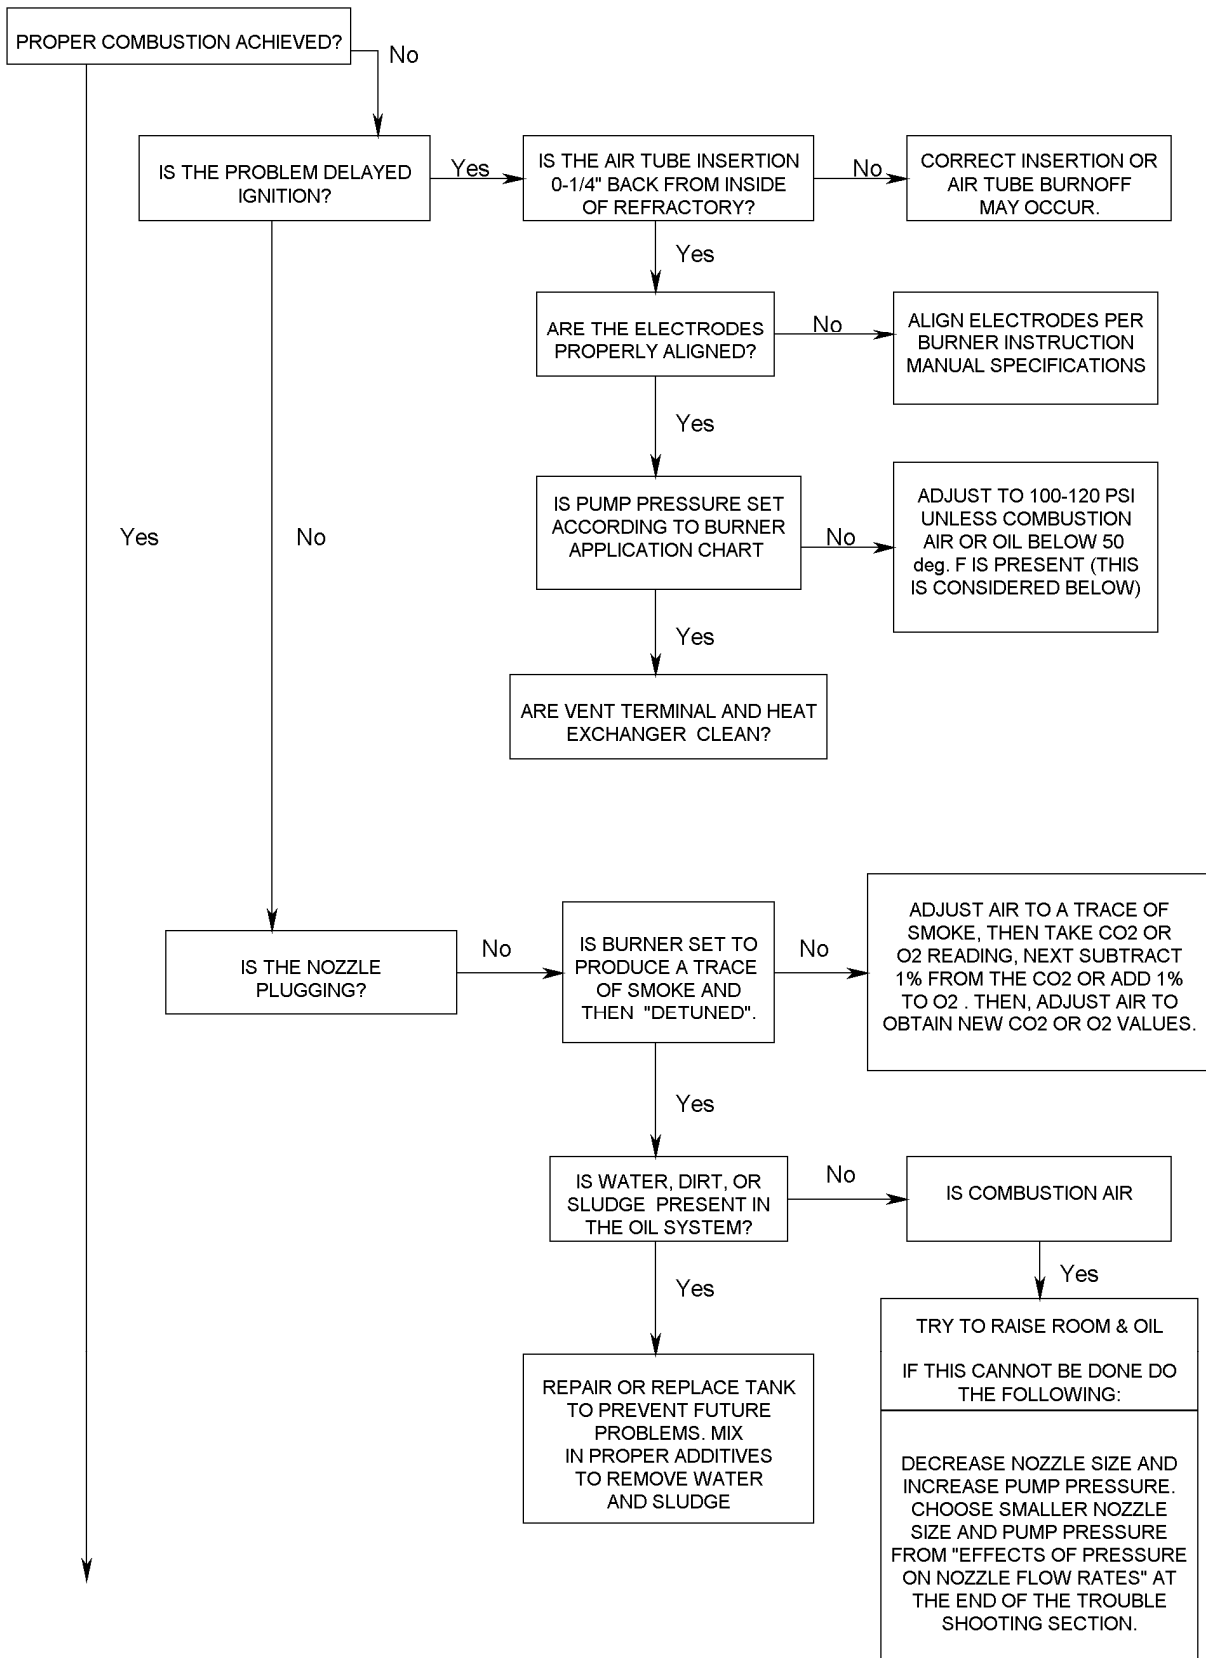 PROPER COMBUSTION ACHIEVED?
No
IS THE PROBLEM DELAYED
IGNITION?
Yes
IS THE AIR TUBE INSERTION
0-1/4" BACK FROM INSIDE
OF REFRACTORY?
No
CORRECT INSERTION OR
AIR TUBE BURNOFF
MAY OCCUR.
Yes
ARE THE ELECTRODES
PROPERLY ALIGNED?
No
ALIGN ELECTRODES PER
BURNER INSTRUCTION
MANUAL SPECIFICATIONS
Yes
IS PUMP PRESSURE SET
ACCORDING TO BURNER
APPLICATION CHART
No
ADJUST TO 100-120 PSI
UNLESS COMBUSTION
AIR OR OIL BELOW 50
deg. F IS PRESENT (THIS
IS CONSIDERED BELOW)
Yes
No
Yes
ARE VENT TERMINAL AND HEAT
EXCHANGER CLEAN?
IS THE NOZZLE
PLUGGING?
No
IS BURNER SET TO
PRODUCE A TRACE
OF SMOKE AND
THEN "DETUNED".
No
ADJUST AIR TO A TRACE OF
SMOKE, THEN TAKE CO2 OR
O2 READING, NEXT SUBTRACT
1% FROM THE CO2 OR ADD 1%
TO O2 . THEN, ADJUST AIR TO
OBTAIN NEW CO2 OR O2 VALUES.
Yes
IS WATER, DIRT, OR
SLUDGE PRESENT IN
THE OIL SYSTEM?
No
IS COMBUSTION AIR
Yes
Yes
REPAIR OR REPLACE TANK
TO PREVENT FUTURE
PROBLEMS. MIX
IN PROPER ADDITIVES
TO REMOVE WATER
AND SLUDGE
TRY TO RAISE ROOM & OIL
IF THIS CANNOT BE DONE DO
THE FOLLOWING:
DECREASE NOZZLE SIZE AND
INCREASE PUMP PRESSURE.
CHOOSE SMALLER NOZZLE
SIZE AND PUMP PRESSURE
FROM "EFFECTS OF PRESSURE
ON NOZZLE FLOW RATES" AT
THE END OF THE TROUBLE
SHOOTING SECTION.